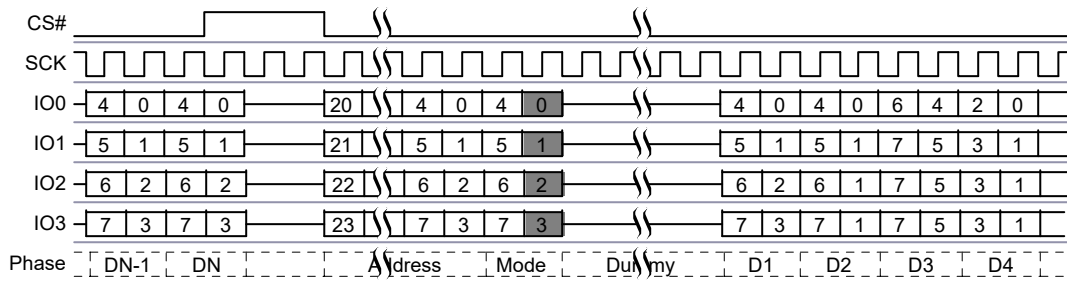 CS#
SCK
IO0 4 0 4 0 20 4 0 4 0 4 0 4 0 6 4 2 0
IO1 5 1 5 1 21 5 1 5 1 5 1 5 1 7 5 3 1
IO2 6 2 6 2 22 6 2 6 2 6 2 6 1 7 5 3 1
IO3 7 3 7 3 23 7 3 7 3 7 3 7 1 7 5 3 1
Phase DN-1 DN Address Mode Dummy D1 D2 D3 D4